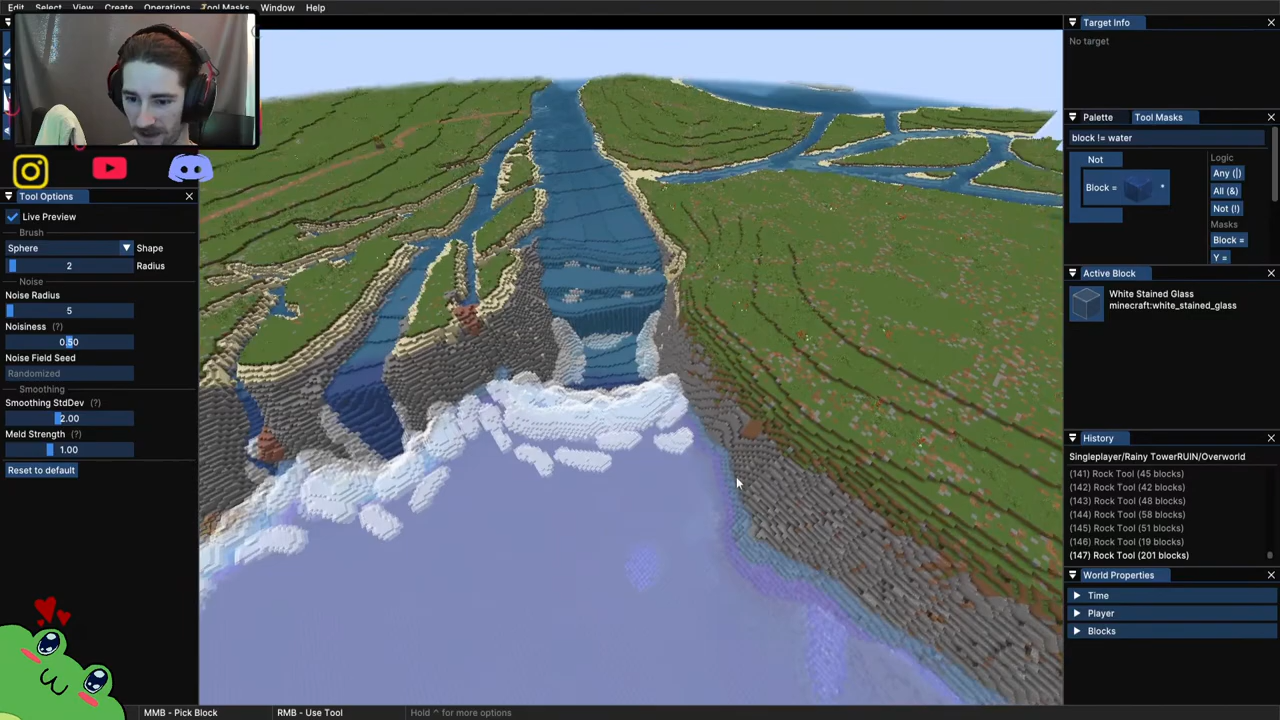 Edit Select View Create Operations Tool Masks Window Help
Target Info
No target
Palette Tool Masks
block != water
Not
Block = *
Logic
Any (|)
All (&)
Not (!)
Masks
Block =
Y =
Active Block
White Stained Glass
minecraft:white_stained_glass
History
Singleplayer/Rainy TowerRUIN/Overworld
(141) Rock Tool (45 blocks)
(142) Rock Tool (42 blocks)
(143) Rock Tool (48 blocks)
(144) Rock Tool (58 blocks)
(145) Rock Tool (51 blocks)
(146) Rock Tool (19 blocks)
(147) Rock Tool (201 blocks)
World Properties
Time
Player
Blocks
Tool Options
Live Preview
Brush
Sphere Shape
2 Radius
Noise
Noise Radius
5
Noisiness (?)
0.50
Noise Field Seed
Randomized
Smoothing
Smoothing StdDev (?)
2.00
Meld Strength (?)
1.00
Reset to default
MMB - Pick Block RMB - Use Tool Hold ^ for more options